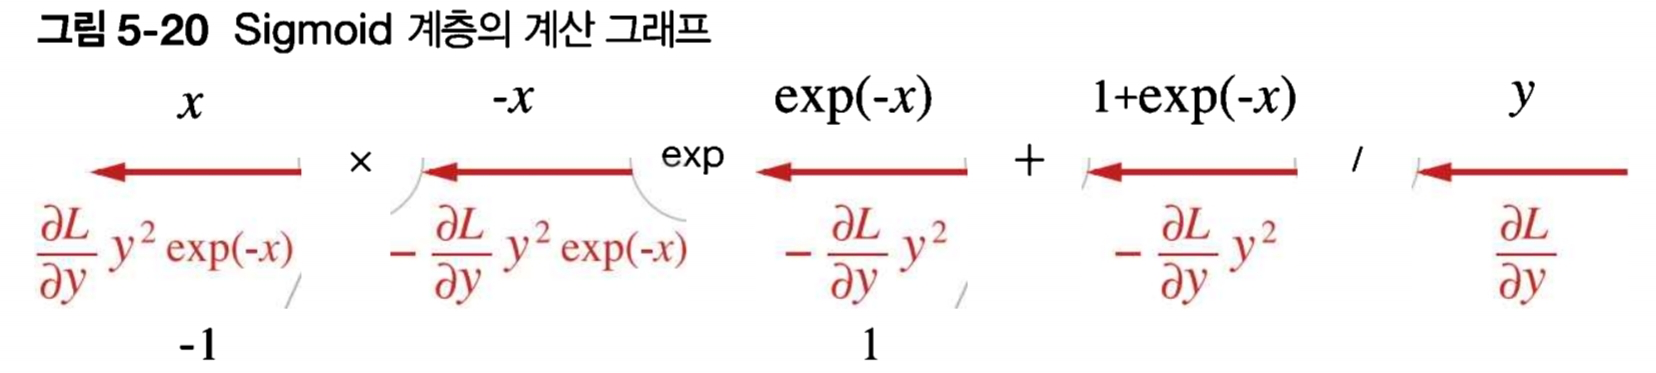 그림 5-20 Sigmoid 계층의 계산 그래프
x -x exp(-x) 1+exp(-x) y
× exp + /
∂L/∂y y² exp(-x) - ∂L/∂y y² exp(-x) - ∂L/∂y y² - ∂L/∂y y² ∂L/∂y
-1 1